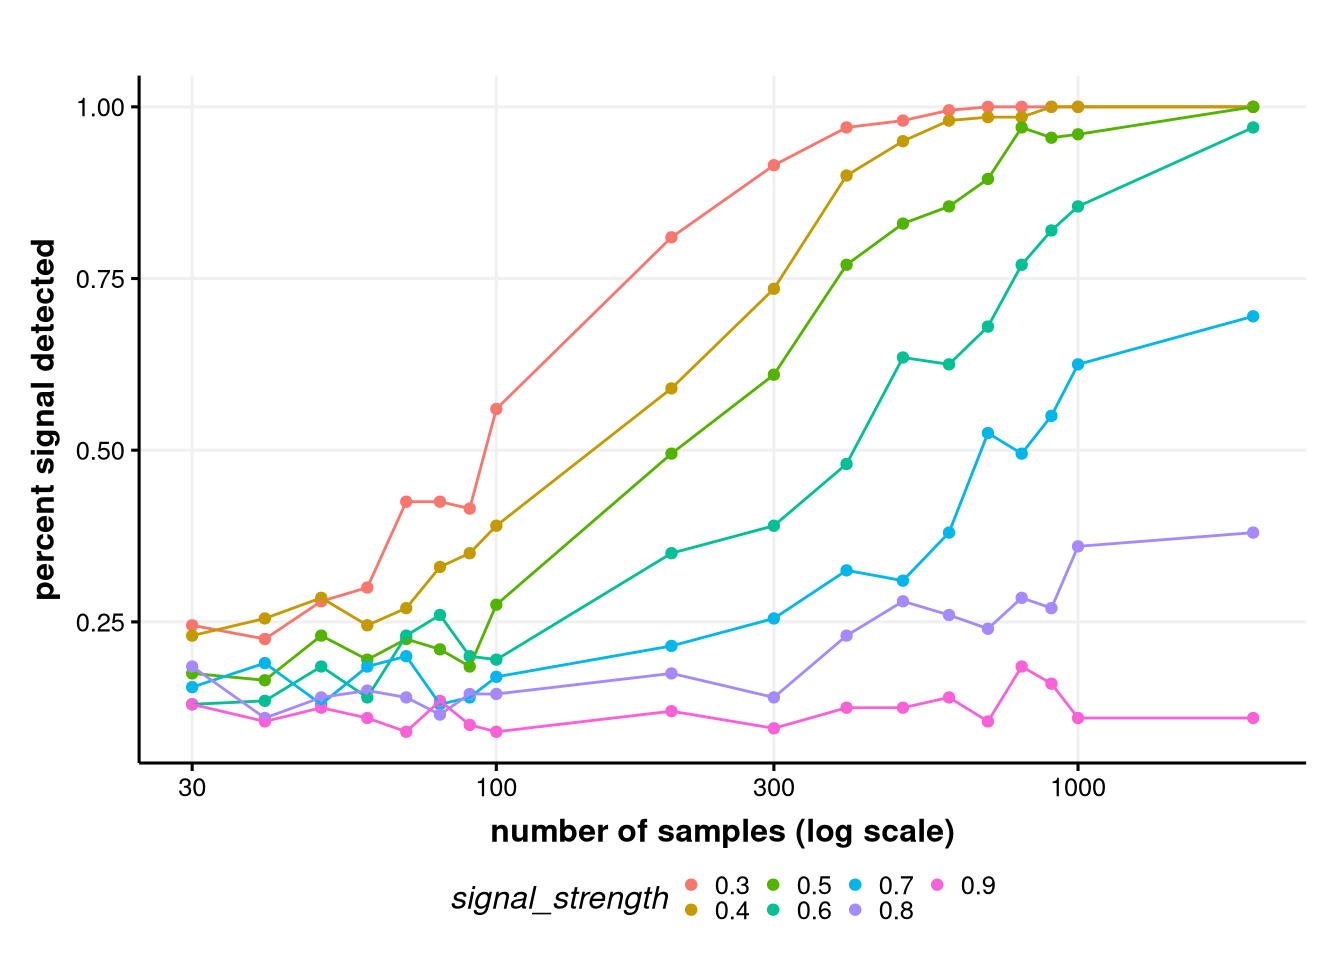 1.00
0.75
0.50
0.25
percent signal detected
30 100 300 1000
number of samples (log scale)
signal_strength 0.3 0.5 0.7 0.9
0.4 0.6 0.8